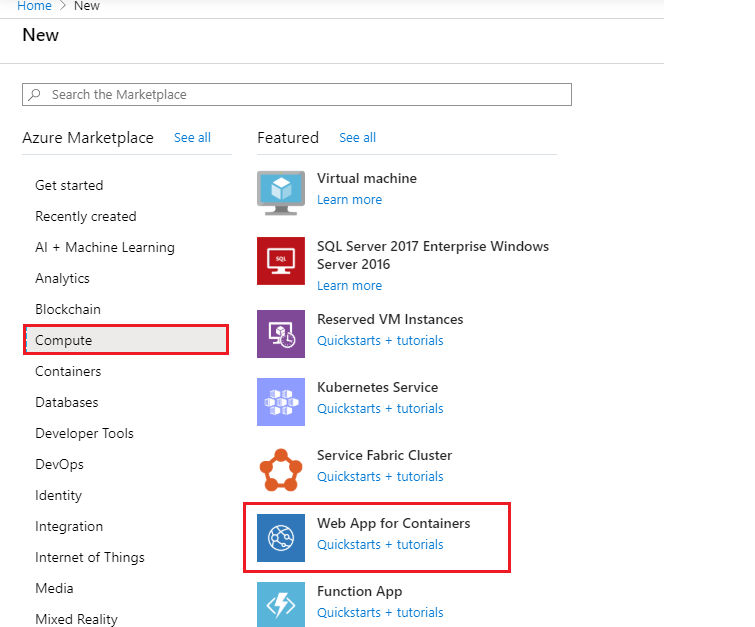 Home > New
New
Search the Marketplace
Azure Marketplace See all
Get started
Recently created
AI + Machine Learning
Analytics
Blockchain
Compute
Containers
Databases
Developer Tools
DevOps
Identity
Integration
Internet of Things
Media
Mixed Reality
Featured See all
Virtual machine
Learn more
SQL
SQL Server 2017 Enterprise Windows
Server 2016
Learn more
Reserved VM Instances
Quickstarts + tutorials
Kubernetes Service
Quickstarts + tutorials
Service Fabric Cluster
Quickstarts + tutorials
Web App for Containers
Quickstarts + tutorials
Function App
Quickstarts + tutorials